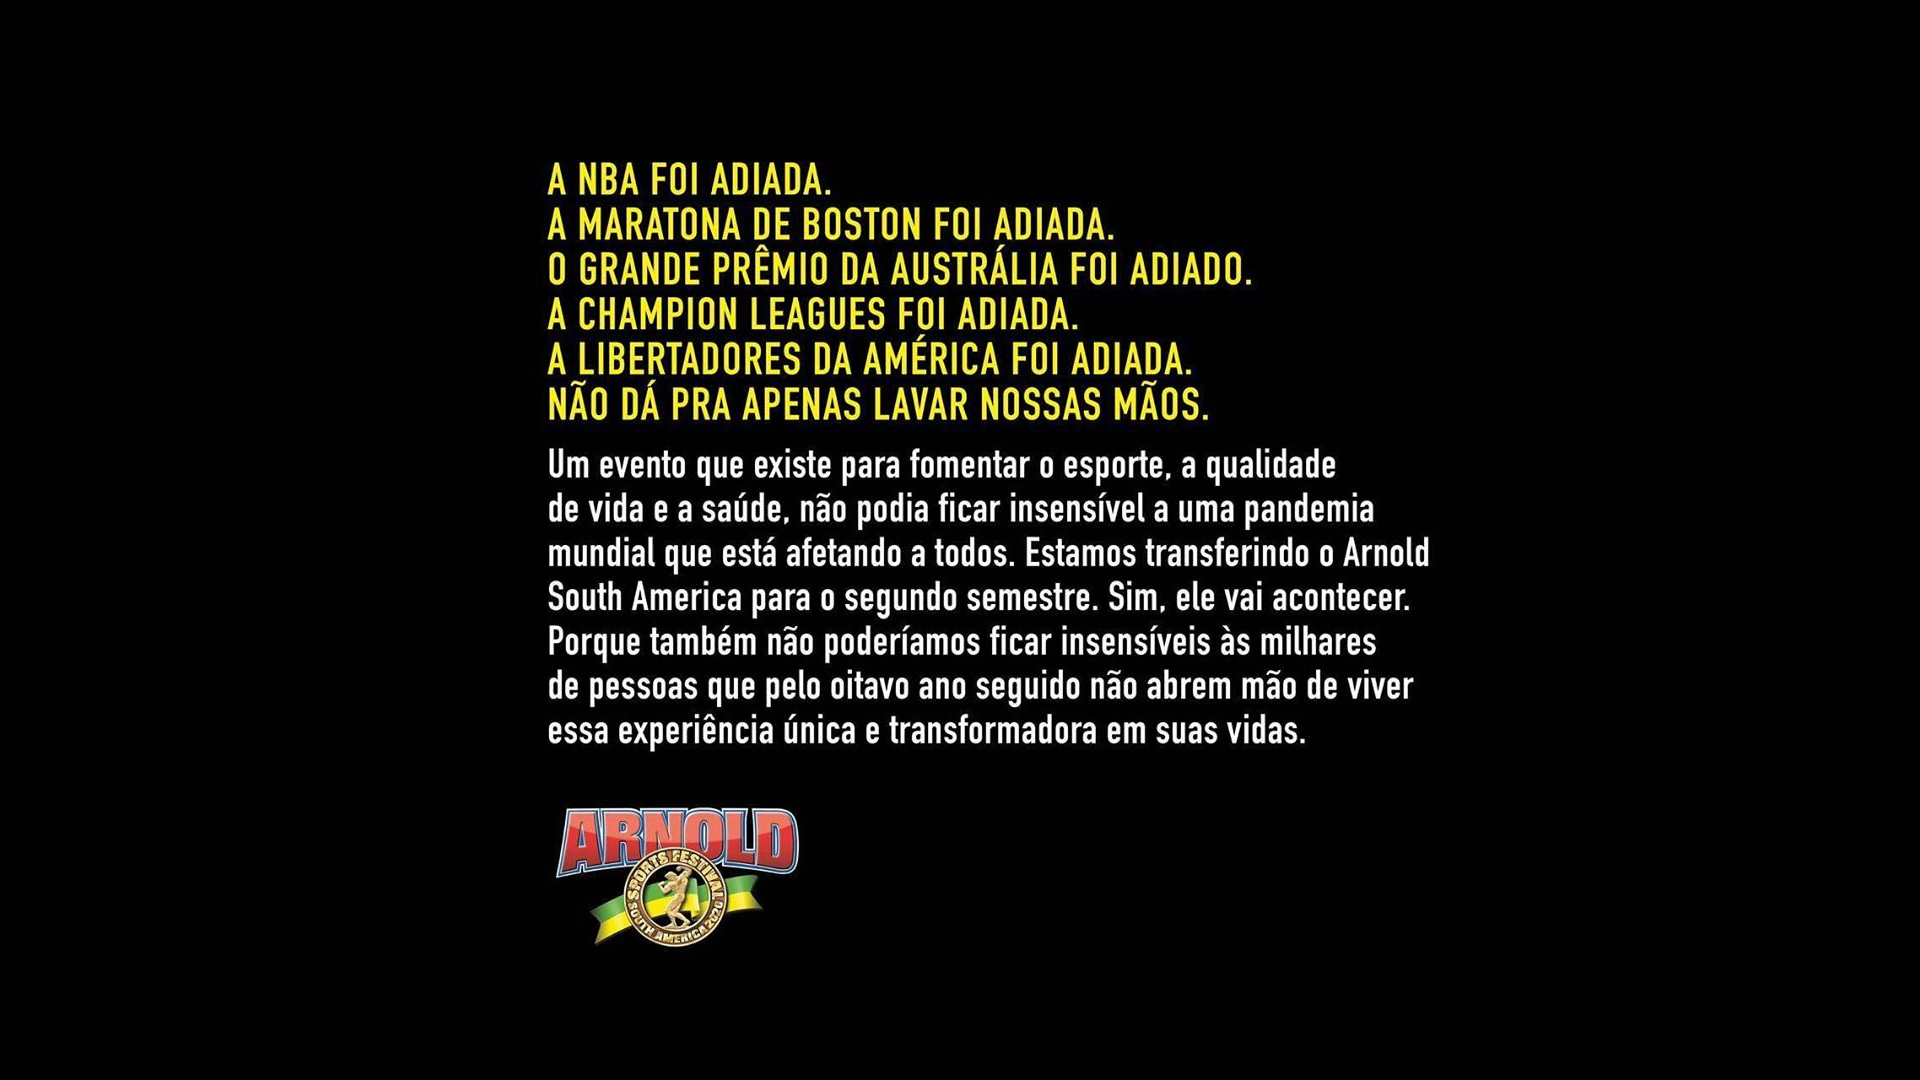 A NBA FOI ADIADA.
A MARATONA DE BOSTON FOI ADIADA.
O GRANDE PRÊMIO DA AUSTRÁLIA FOI ADIADO.
A CHAMPION LEAGUES FOI ADIADA.
A LIBERTADORES DA AMÉRICA FOI ADIADA.
NÃO DÁ PRA APENAS LAVAR NOSSAS MÃOS.
Um evento que existe para fomentar o esporte, a qualidade
de vida e a saúde, não podia ficar insensível a uma pandemia
mundial que está afetando a todos. Estamos transferindo o Arnold
South America para o segundo semestre. Sim, ele vai acontecer.
Porque também não poderíamos ficar insensíveis às milhares
de pessoas que pelo oitavo ano seguido não abrem mão de viver
essa experiência única e transformadora em suas vidas.
ARNOLD
SPORTS FESTIVAL
SOUTH AMERICA 2020